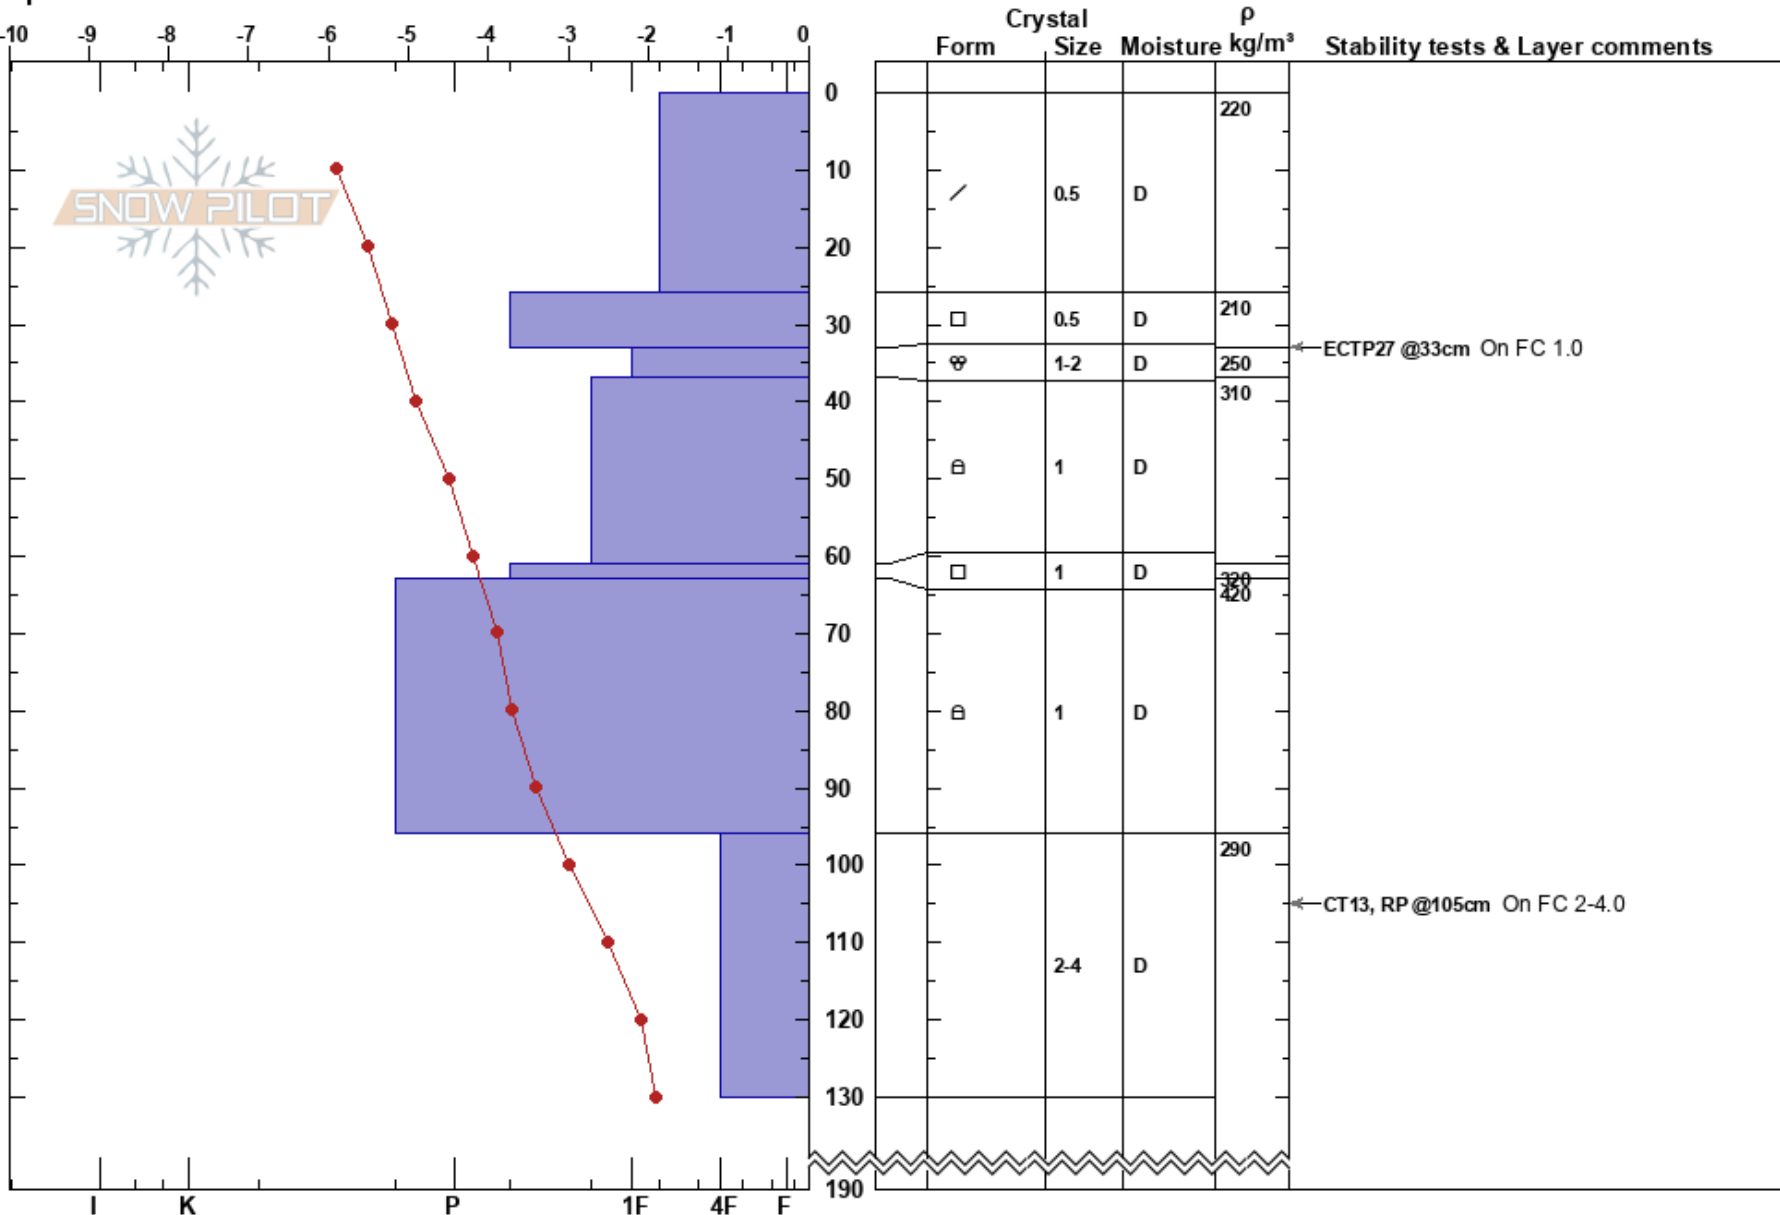 Crystal ρ
-10 -9 -8 -7 -6 -5 -4 -3 -2 -1 0 Form Size Moisture kg/m³ Stability tests & Layer comments
0
220
10
SNOW PILOT 0.5 D
20
210
30 0.5 D
ECTP27 @33cm On FC 1.0
1-2 D 250
310
40
1 D
50
60
1 D 320
420
70
80 1 D
90
290
100
CT13, RP @105cm On FC 2-4.0
110
2-4 D
120
130
190
I K P 1F 4F F